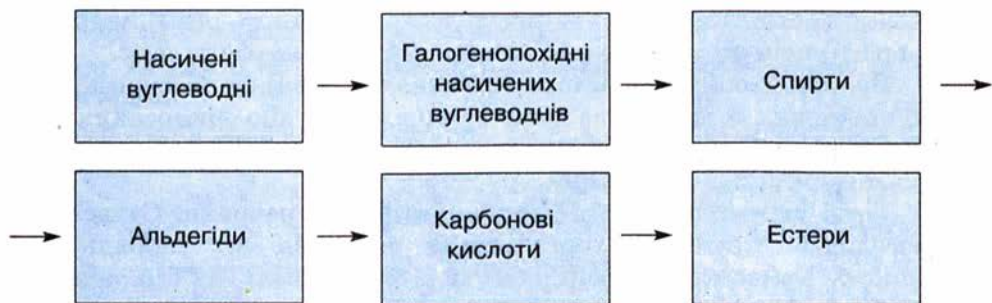 Насичені
вуглеводні
Галогенопохідні
насичених
вуглеводнів
Спирти
Альдегіди
Карбонові
кислоти
Естери